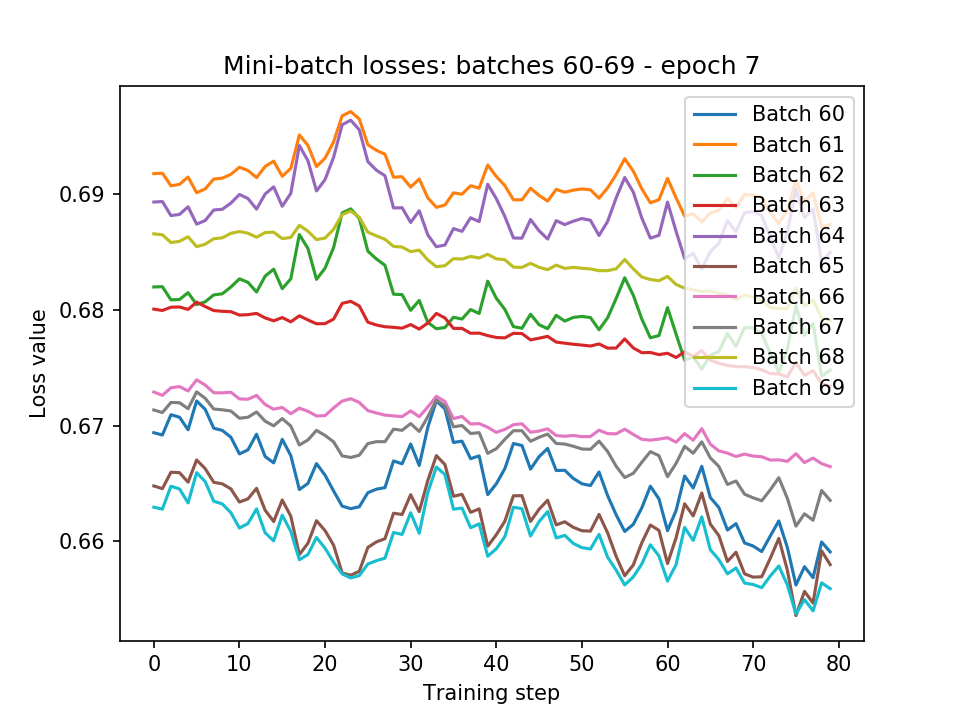 Mini-batch losses: batches 60-69 - epoch 7
Batch 60
Batch 61
Batch 62
Batch 63
Batch 64
Batch 65
Batch 66
Batch 67
Batch 68
Batch 69
0.69
0.68
0.67
0.66
Loss value
0 10 20 30 40 50 60 70 80
Training step